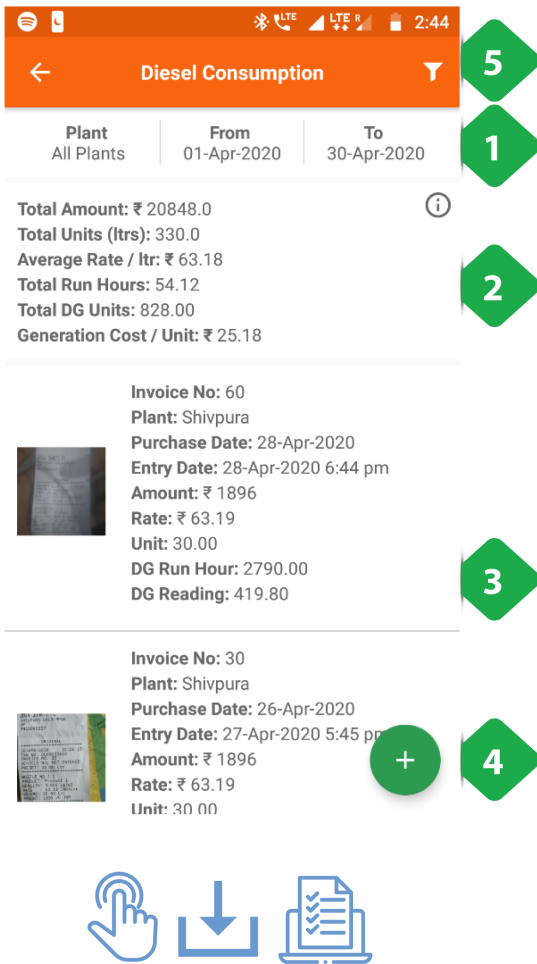 LTE LTE R 2:44
Diesel Consumption
5
Plant From To
All Plants 01-Apr-2020 30-Apr-2020
1
Total Amount: ₹ 20848.0
Total Units (ltrs): 330.0
Average Rate / ltr: ₹ 63.18
Total Run Hours: 54.12
Total DG Units: 828.00
Generation Cost / Unit: ₹ 25.18
2
Invoice No: 60
Plant: Shivpura
Purchase Date: 28-Apr-2020
Entry Date: 28-Apr-2020 6:44 pm
Amount: ₹ 1896
Rate: ₹ 63.19
Unit: 30.00
DG Run Hour: 2790.00
DG Reading: 419.80
3
Invoice No: 30
Plant: Shivpura
Purchase Date: 26-Apr-2020
Entry Date: 27-Apr-2020 5:45 pm
Amount: ₹ 1896
Rate: ₹ 63.19
Unit: 30.00
+
4
ORIGINAL